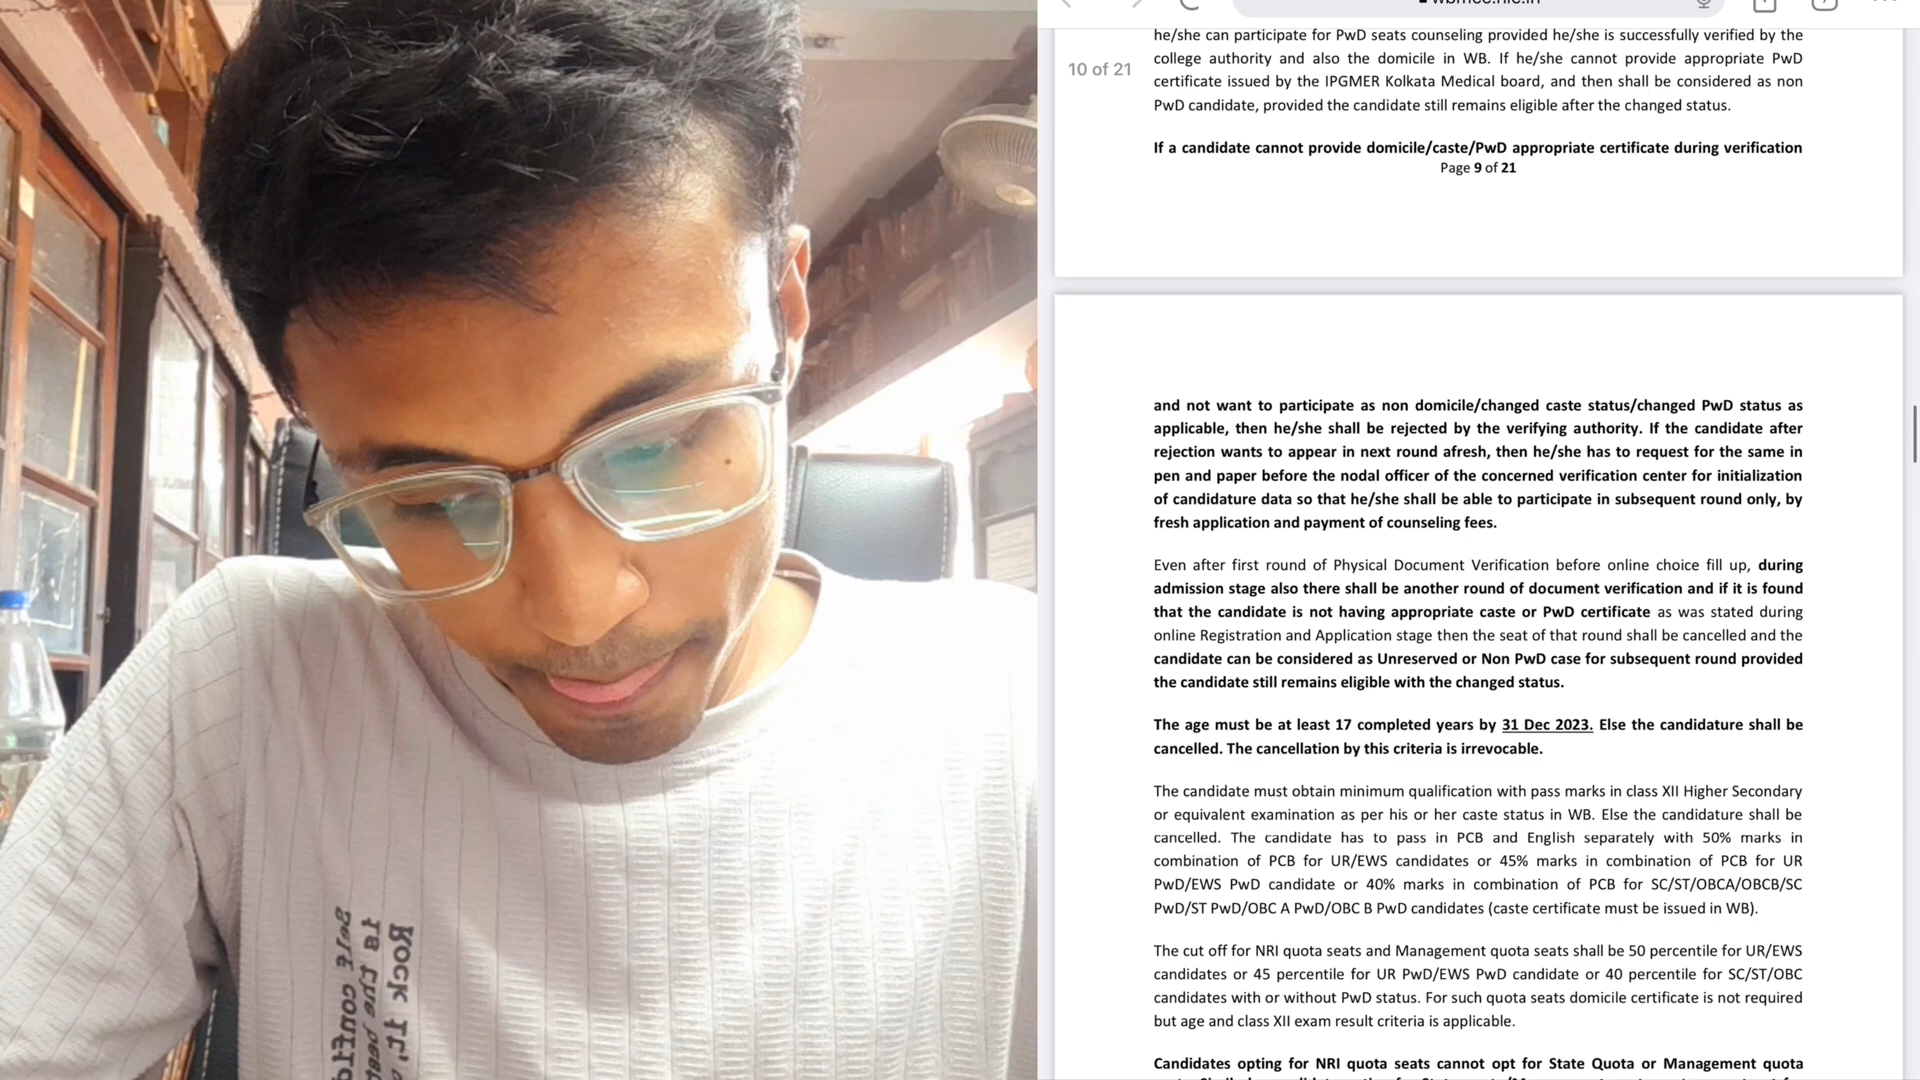 he/she can participate for PwD seats counseling provided he/she is successfully verified by the
10 of 21
college authority and also the domicile in WB. If he/she cannot provide appropriate PwD
certificate issued by the IPGMER Kolkata Medical board, and then shall be considered as non
PwD candidate, provided the candidate still remains eligible after the changed status.
If a candidate cannot provide domicile/caste/PwD appropriate certificate during verification
Page 9 of 21
and not want to participate as non domicile/changed caste status/changed PwD status as
applicable, then he/she shall be rejected by the verifying authority. If the candidate after
rejection wants to appear in next round afresh, then he/she has to request for the same in
pen and paper before the nodal officer of the concerned verification center for initialization
of candidature data so that he/she shall be able to participate in subsequent round only, by
fresh application and payment of counseling fees.
Even after first round of Physical Document Verification before online choice fill up, during
admission stage also there shall be another round of document verification and if it is found
that the candidate is not having appropriate caste or PwD certificate as was stated during
online Registration and Application stage then the seat of that round shall be cancelled and the
candidate can be considered as Unreserved or Non PwD case for subsequent round provided
the candidate still remains eligible with the changed status.
The age must be at least 17 completed years by 31 Dec 2023. Else the candidature shall be
cancelled. The cancellation by this criteria is irrevocable.
The candidate must obtain minimum qualification with pass marks in class XII Higher Secondary
or equivalent examination as per his or her caste status in WB. Else the candidature shall be
cancelled. The candidate has to pass in PCB and English separately with 50% marks in
combination of PCB for UR/EWS candidates or 45% marks in combination of PCB for UR
PwD/EWS PwD candidate or 40% marks in combination of PCB for SC/ST/OBCA/OBCB/SC
PwD/ST PwD/OBC A PwD/OBC B PwD candidates (caste certificate must be issued in WB).
The cut off for NRI quota seats and Management quota seats shall be 50 percentile for UR/EWS
candidates or 45 percentile for UR PwD/EWS PwD candidate or 40 percentile for SC/ST/OBC
candidates with or without PwD status. For such quota seats domicile certificate is not required
but age and class XII exam result criteria is applicable.
Candidates opting for NRI quota seats cannot opt for State Quota or Management quota
Rock It'
is the
self